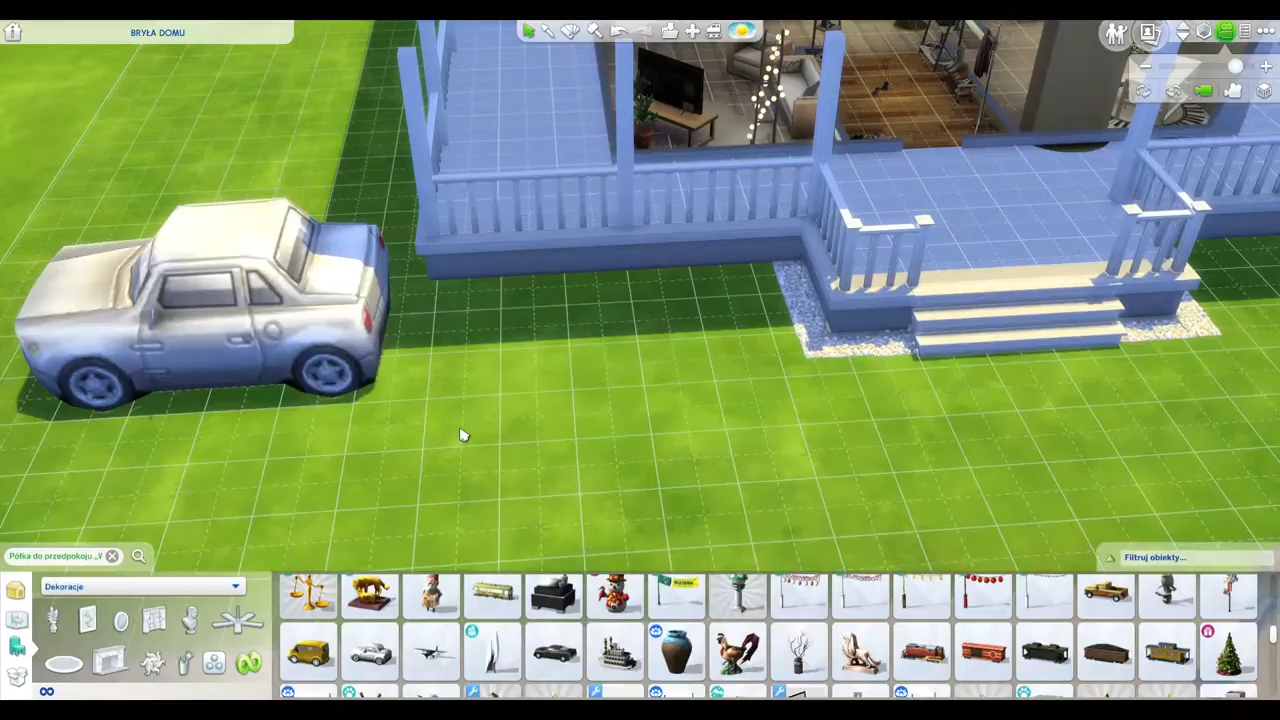 BRYŁA DOMU
Półka do przedpokoju „W
Filtruj obiekty...
Dekoracje